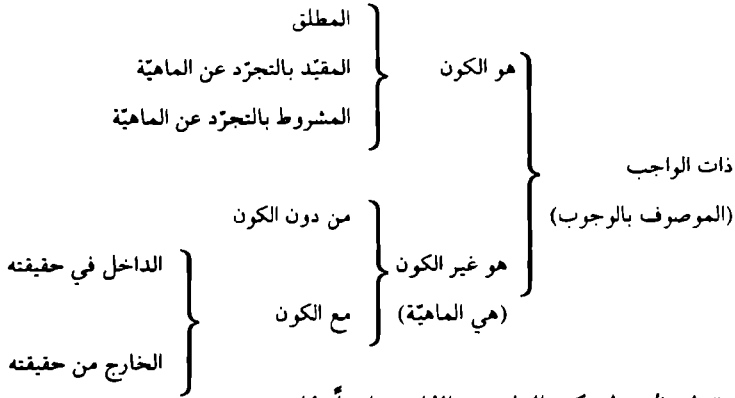 المطلق
هو الكون
المقيّد بالتجرّد عن الماهيّة
المشروط بالتجرّد عن الماهيّة
ذات الواجب
(الموصوف بالوجوب)
من دون الكون
هو غير الكون
الداخل في حقيقته
(هي الماهيّة)
مع الكون
الخارج من حقيقته